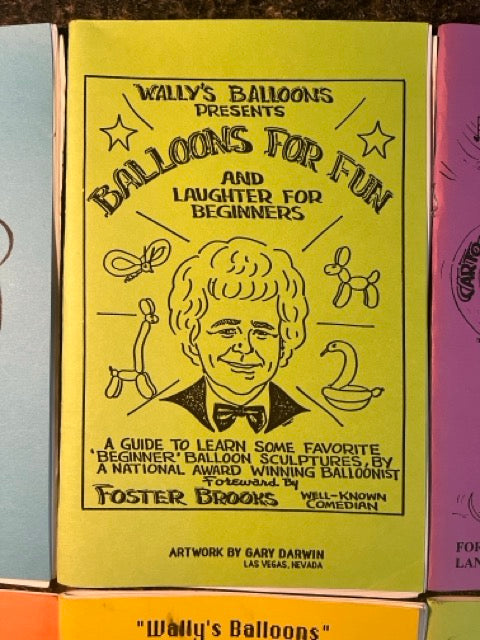 WALLY'S BALLOONS
PRESENTS
BALLOONS FOR FUN
AND
LAUGHTER FOR
BEGINNERS
A GUIDE TO LEARN SOME FAVORITE
'BEGINNER' BALLOON SCULPTURES, BY
A NATIONAL AWARD WINNING BALLOONIST
Foreward By
FOSTER BROOKS WELL-KNOWN
COMEDIAN
ARTWORK BY GARY DARWIN
LAS VEGAS, NEVADA
"Wally's Balloons"
FOR
LAN